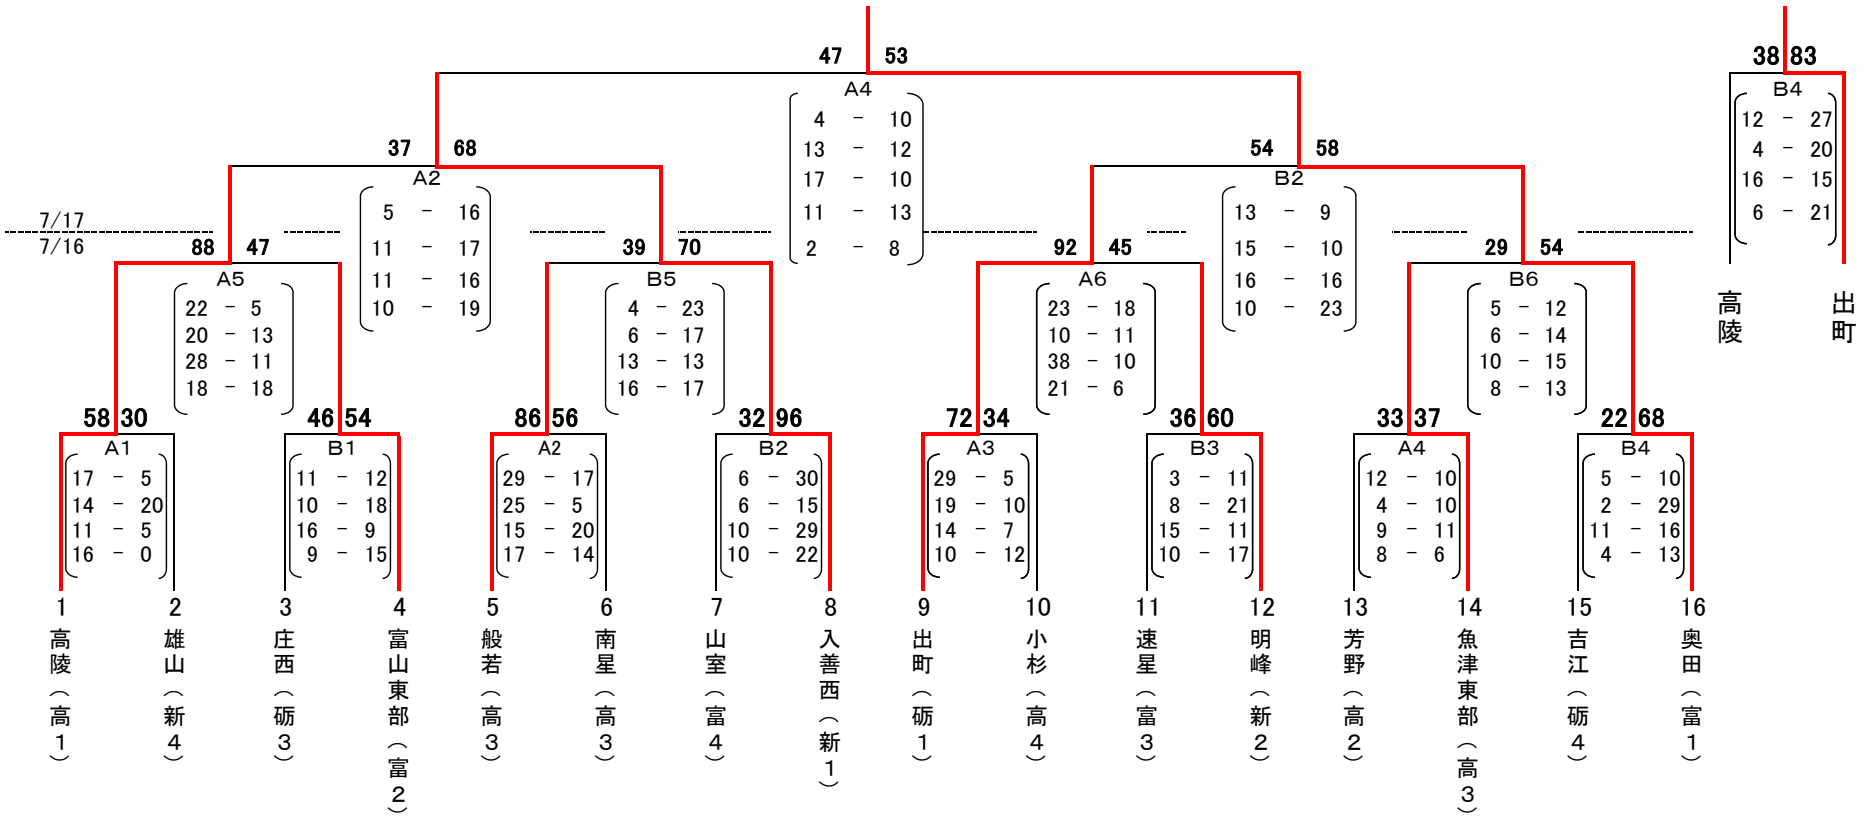 47 53
A4
4 - 10
13 - 12
17 - 10
11 - 13
2 - 8
38 83
B4
12 - 27
4 - 20
16 - 15
6 - 21
高陵
出町
37 68
A2
5 - 16
11 - 17
11 - 16
10 - 19
54 58
B2
13 - 9
15 - 10
16 - 16
10 - 23
7/17
7/16
88 47
A5
22 - 5
20 - 13
28 - 11
18 - 18
39 70
B5
4 - 23
6 - 17
13 - 13
16 - 17
92 45
A6
23 - 18
10 - 11
38 - 10
21 - 6
29 54
B6
5 - 12
6 - 14
10 - 15
8 - 13
58 30
A1
17 - 5
14 - 20
11 - 5
16 - 0
46 54
B1
11 - 12
10 - 18
16 - 9
9 - 15
86 56
A2
29 - 17
25 - 5
15 - 20
17 - 14
32 96
B2
6 - 30
6 - 15
10 - 29
10 - 22
72 34
A3
29 - 5
19 - 10
14 - 7
10 - 12
36 60
B3
3 - 11
8 - 21
15 - 11
10 - 17
33 37
A4
12 - 10
4 - 10
9 - 11
8 - 6
22 68
B4
5 - 10
2 - 29
11 - 16
4 - 13
1
高陵(高1)
2
雄山(新4)
3
庄西(砺3)
4
富山東部(富2)
5
般若(高3)
6
南星(高3)
7
山室(富4)
8
入善西(新1)
9
出町(砺1)
10
小杉(高4)
11
速星(富3)
12
明峰(新2)
13
芳野(高2)
14
魚津東部(高3)
15
吉江(砺4)
16
奥田(富1)